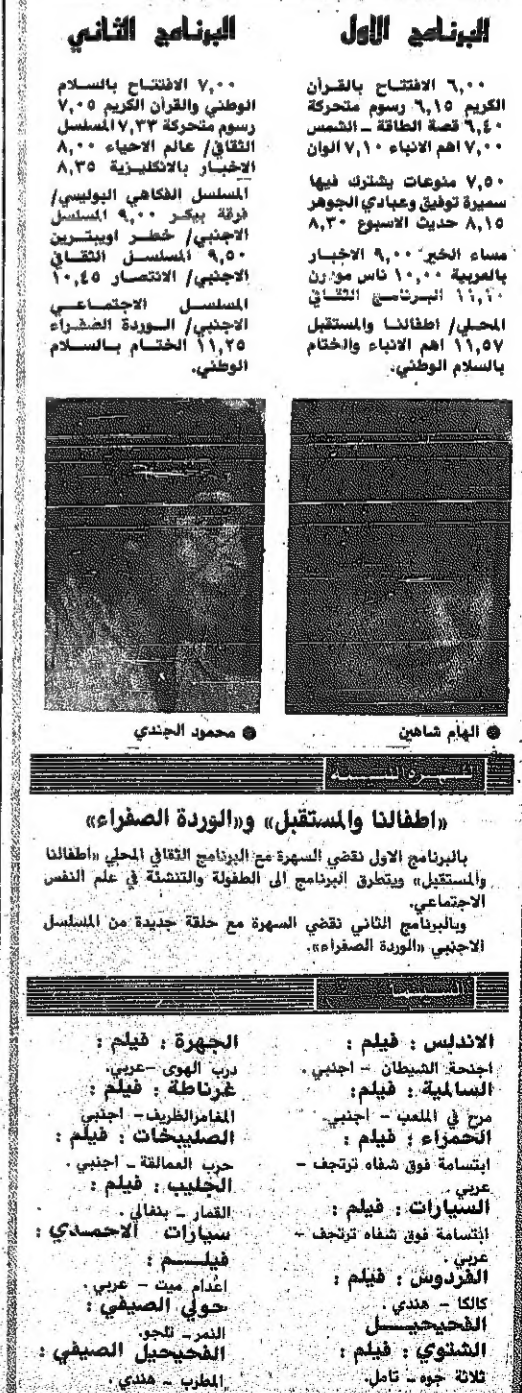 البرنامج الاول
٦,٠٠ الافتتاح بالقرآن
الكريم ٦,١٥ رسوم متحركة
٦,٤٠ قصة الطاقة ـ الشمس
٧,٠٠ اهم الانباء ٧,١٠ الوان
٧,٥٠ منوعات يشترك فيها
سميرة توفيق وعبادي الجوهر
٨,١٥ حديث الاسبوع ٨,٣٠
مساء الخير ٩,٠٠ الاخبار
بالعربية ١٠,٠٠ ناس مودرن
البرنامج الثقافي
المحلي/ اطفالنا والمستقبل
١١,٥٧ اهم الانباء والختام
بالسلام الوطني.
البرنامج الثاني
٧,٠٠ الافتتاح بالسلام
الوطني والقرآن الكريم ٧,٠٥
رسوم متحركة ٧,٣٣ المسلسل
الثقافي/ عالم الاحياء ٨,٠٠
الاخبار بالانكليزية ٨,٣٥
المسلسل الفكاهي البوليسي/
فرقة بيكر ٩,٠٠ المسلسل
الاجنبي/ خطر اويبترين
٩,٥٠ المسلسل الثقافي
الاجنبي/ الانتصار ١٠,٤٥
المسلسل الاجتماعي
الاجنبي/ الوردة الصفراء
١١,٢٥ الختام بالسلام
الوطني.
الهام شاهين
محمود الجندي
«اطفالنا والمستقبل» و«الوردة الصفراء»
بالبرنامج الاول نقضي السهرة مع البرنامج الثقافي المحلي «أطفالنا
والمستقبل» ويتطرق البرنامج الى الطفولة والتنشئة في علم النفس
الاجتماعي.
وبالبرنامج الثاني نقضي السهرة مع حلقة جديدة من المسلسل
الاجنبي «الوردة الصفراء».
السينما
الاندلس : فيلم :
اجنحة الشيطان – اجنبي .
السالمية : فيلم:
مرح في الملعب – اجنبي.
الحمراء : فيلم :
ابتسامة فوق شفاه ترتجف –
عربي .
السيارات : فيلم :
ابتسامة فوق شفاه ترتجف –
عربي .
الفردوس : فيلم :
كالكا – هندي .
الفحيحيل
الشتوي : فيلم :
ثلاثة جوه – تامل.
الجهرة : فيلم :
درب الهوى –عربي.
غرناطة : فيلم :
المغامرالظريف– اجنبي
الصليبخات : فيلم :
حرب العمالقة – اجنبي .
الجليب : فيلم :
القمار – بنغالي .
سيارات الاحمدي :
فيلم :
اعدام ميت – عربي .
حولي الصيفي :
النمر – تلجو.
الفحيحيل الصيفي :
المطرب – هندي .